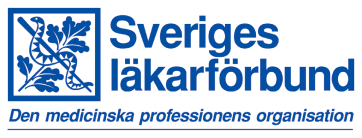 Sveriges
läkarförbund
Den medicinska professionens organisation